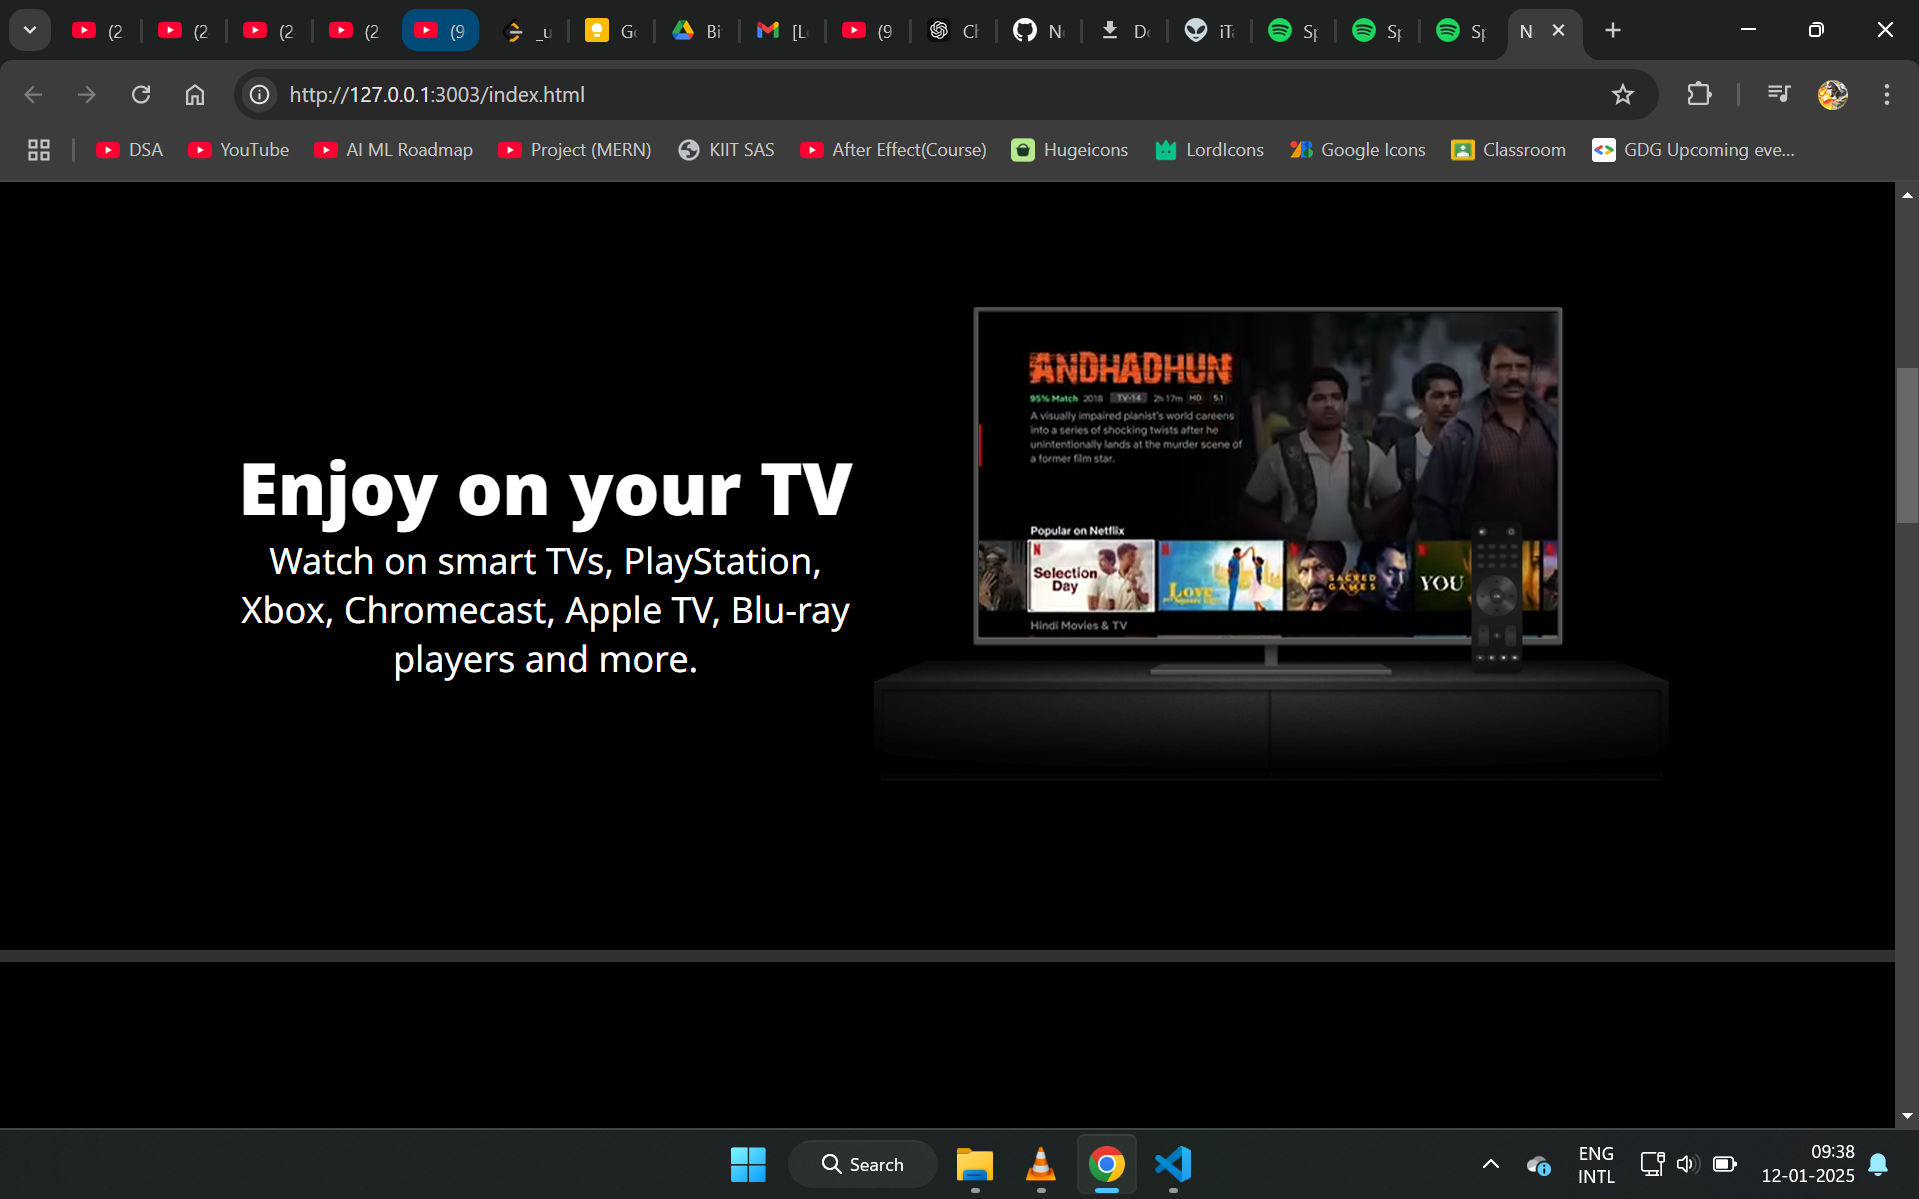 (2 (2 (2 (2 (9 _u G Bi [L (9 C N D iT Sp Sp Sp N
http://127.0.0.1:3003/index.html
DSA YouTube AI ML Roadmap Project (MERN) KIIT SAS After Effect(Course) Hugeicons LordIcons Google Icons Classroom GDG Upcoming eve...
Enjoy on your TV
Watch on smart TVs, PlayStation,
Xbox, Chromecast, Apple TV, Blu-ray
players and more.
ANDHADHUN
95% Match 2018 TV-14 2h 17m HD 5.1
A visually impaired pianist's world careens
into a series of shocking twists after he
unintentionally lands at the murder scene of
a former film star.
Popular on Netflix
Selection
Day
Love
SACRED
GAMES
YOU
Hindi Movies & TV
Search
ENG
INTL
09:38
12-01-2025